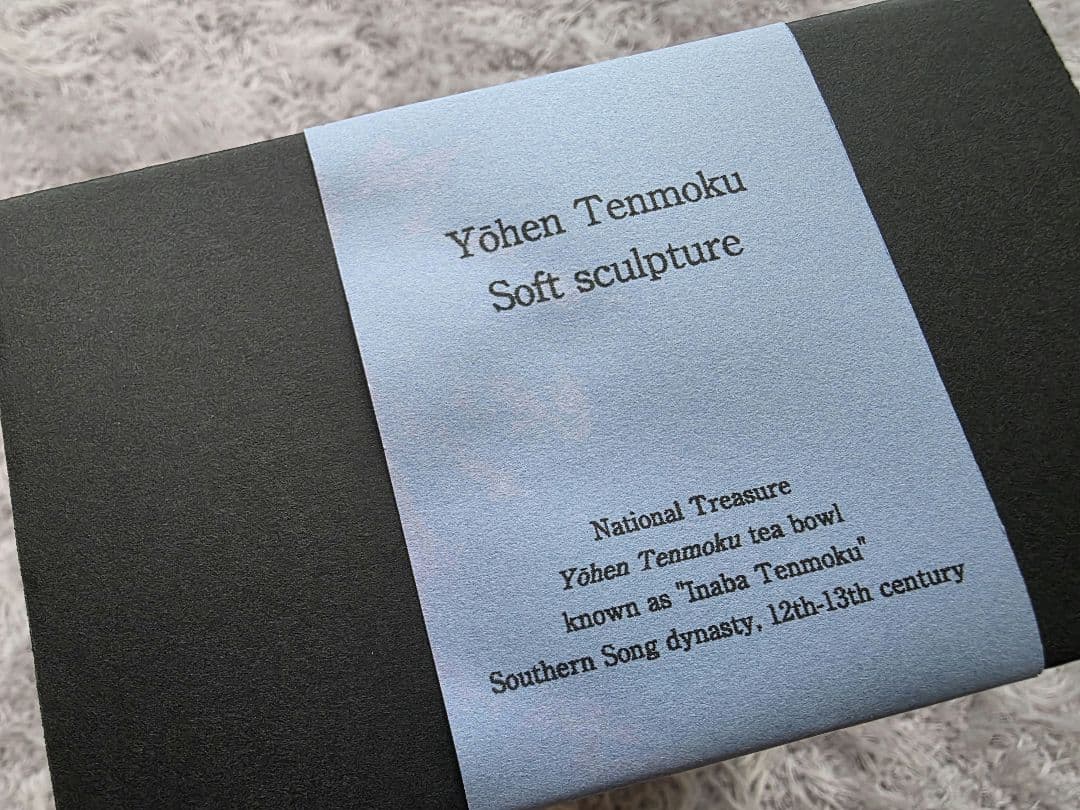 Yōhen Tenmoku
Soft sculpture
National Treasure
Yōhen Tenmoku tea bowl
known as "Inaba Tenmoku"
Southern Song dynasty, 12th-13th century